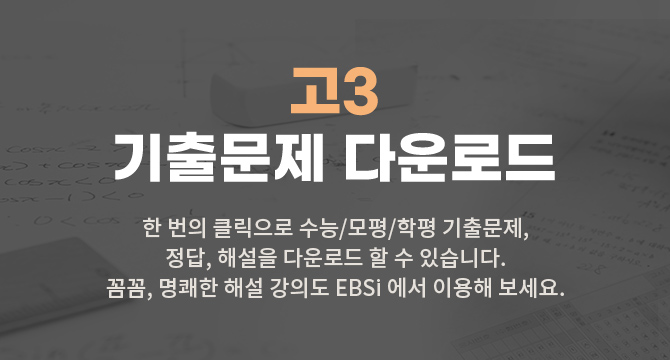 고3
기출문제 다운로드
한 번의 클릭으로 수능/모평/학평 기출문제,
정답, 해설을 다운로드 할 수 있습니다.
꼼꼼, 명쾌한 해설 강의도 EBSi 에서 이용해 보세요.